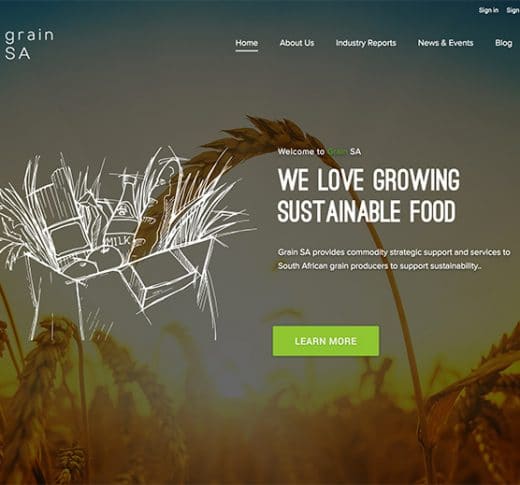 Sign in Sign
grain
SA
Home About Us Industry Reports News & Events Blog
Welcome to Grain SA
WE LOVE GROWING
SUSTAINABLE FOOD
MILK
Grain SA provides commodity strategic support and services to
South African grain producers to support sustainability..
LEARN MORE